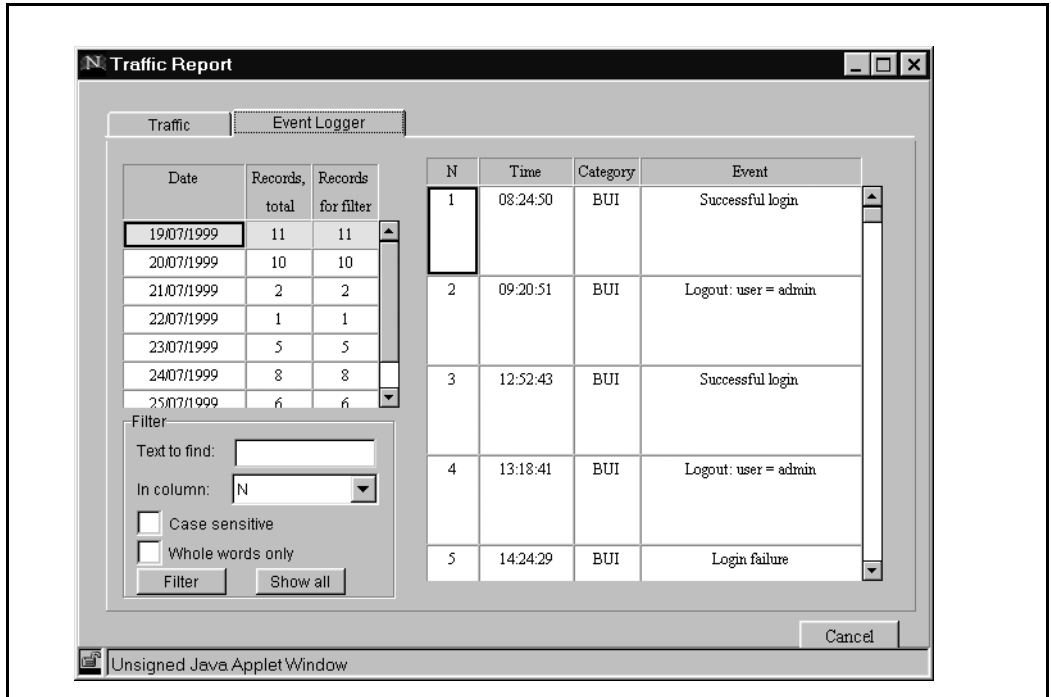 N Traffic Report
Traffic
Event Logger
Date Records, total Records for filter
19/07/1999 11 11
20/07/1999 10 10
21/07/1999 2 2
22/07/1999 1 1
23/07/1999 5 5
24/07/1999 8 8
25/07/1999 6 6
Filter
Text to find:
In column: N
Case sensitive
Whole words only
Filter Show all
N Time Category Event
1 08:24:50 BUI Successful login
2 09:20:51 BUI Logout: user = admin
3 12:52:43 BUI Successful login
4 13:18:41 BUI Logout: user = admin
5 14:24:29 BUI Login failure
Cancel
Unsigned Java Applet Window